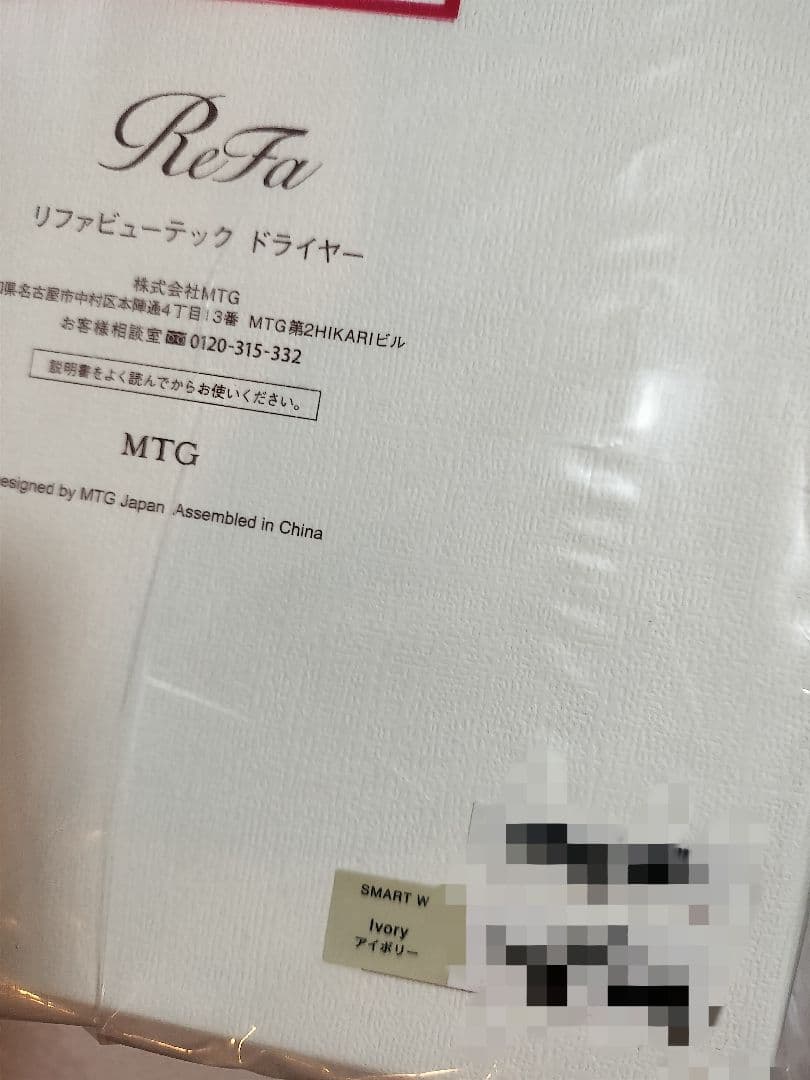 ReFa
リファビューテック ドライヤー
株式会社MTG
県名古屋市中村区本陣通4丁目13番 MTG第2HIKARIビル
お客様相談室 0120-315-332
説明書をよく読んでからお使いください。
MTG
esigned by MTG Japan Assembled in China
SMART W
Ivory
アイボリー